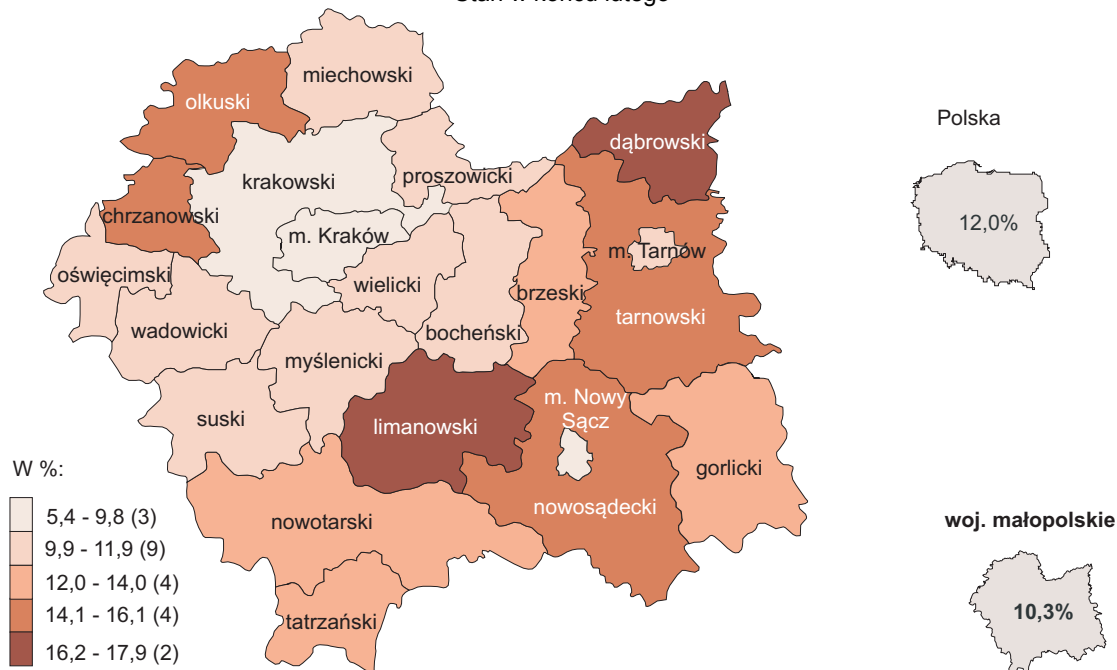 miechowski
olkuski
dąbrowski
Polska
krakowski
proszowicki
chrzanowski
m. Kraków
12,0%
m. Tarnów
oświęcimski
wielicki
brzeski
tarnowski
wadowicki
bocheński
myślenicki
m. Nowy
Sącz
suski
limanowski
gorlicki
W %:
nowosądecki
5,4 - 9,8 (3)
nowotarski
woj. małopolskie
9,9 - 11,9 (9)
12,0 - 14,0 (4)
14,1 - 16,1 (4)
10,3%
tatrzański
16,2 - 17,9 (2)